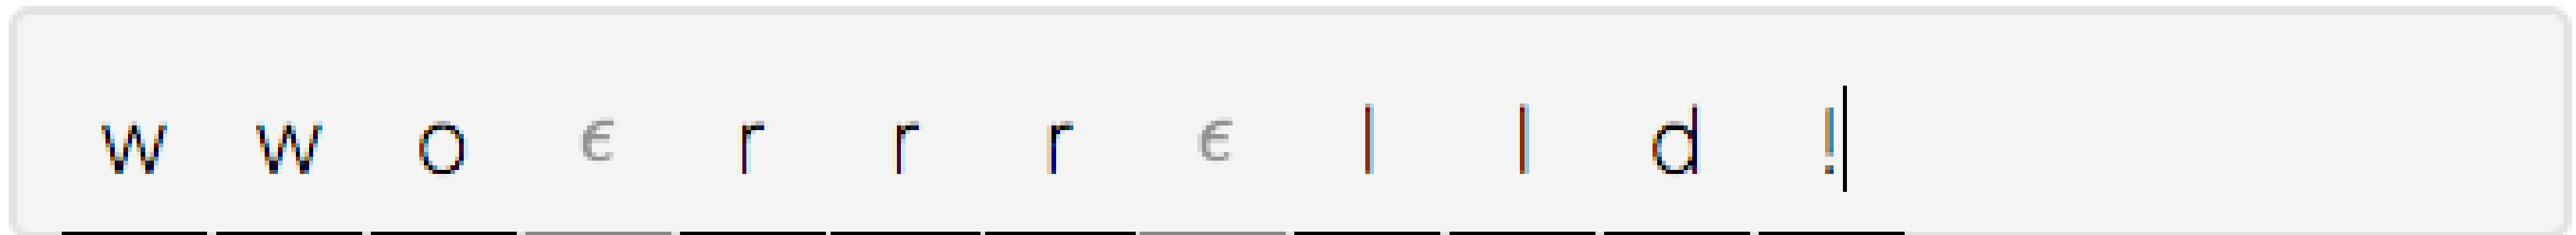 w w o ϵ r r r ϵ l l d !